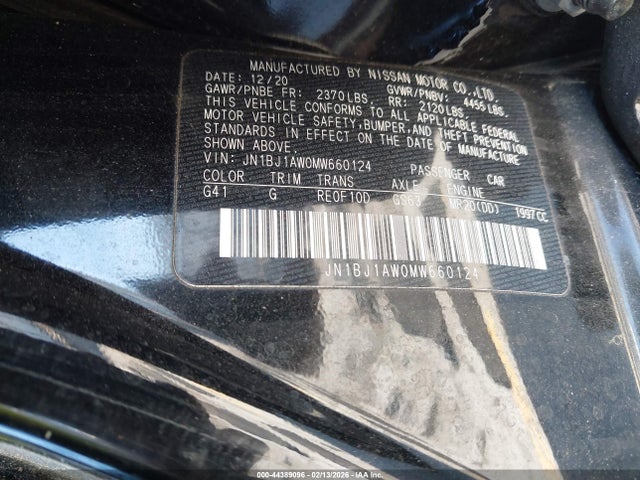 MANUFACTURED BY NISSAN MOTOR CO.,LTD.
DATE: 12/20 GVWR/PNBV: 4455 LBS.
GAWR/PNBE FR: 2370LBS. RR: 2120LBS.
THIS VEHICLE CONFORMS TO ALL APPLICABLE FEDERAL
MOTOR VEHICLE SAFETY,BUMPER,AND THEFT PREVENTION
STANDARDS IN EFFECT ON THE DATE OF MANUFACTURE
SHOWN ABOVE.
VIN: JN1BJ1AW0MW660124 PASSENGER CAR
COLOR TRIM TRANS AXLE ENGINE
G41 G RE0F10D GS63 MR20(DD) 1997CC
JN1BJ1AW0MW660124
000-44389096 - 02/13/2026 - COPYRIGHT © IAA, LLC